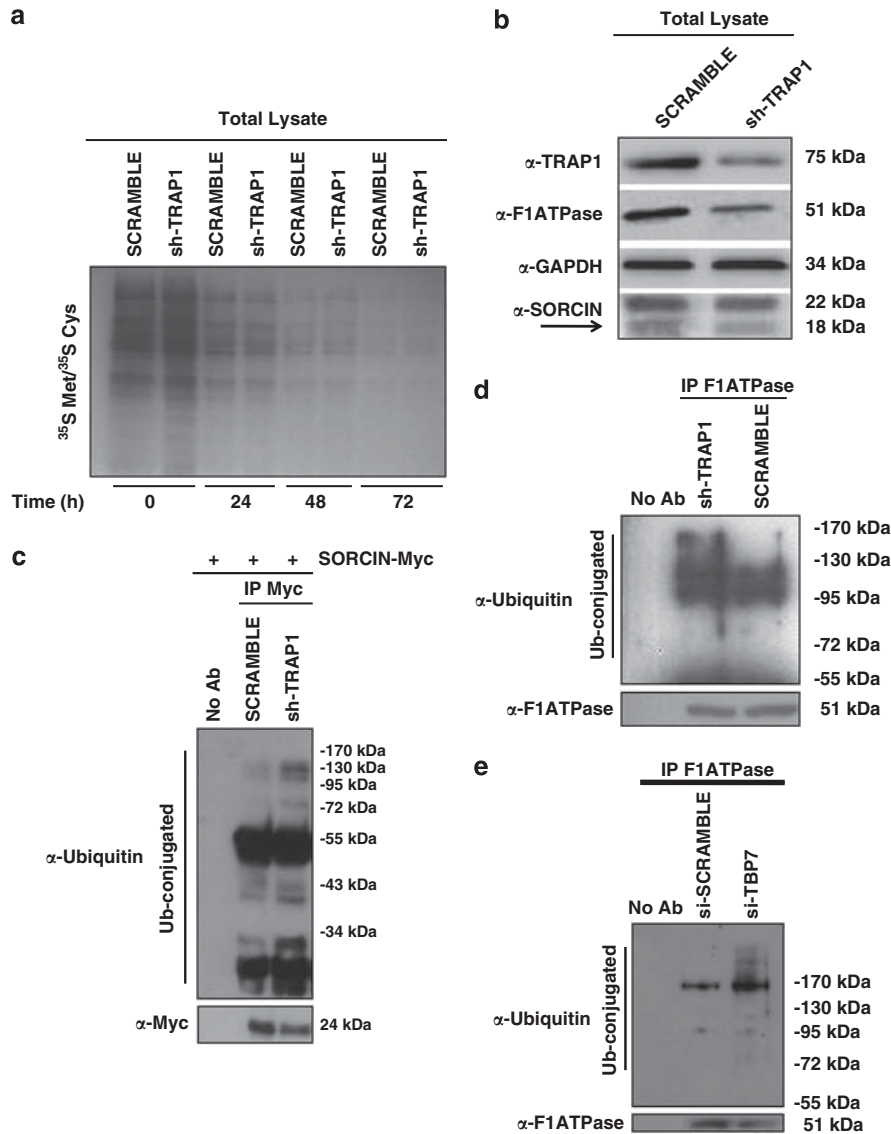 a
Total Lysate
SCRAMBLE
sh-TRAP1
SCRAMBLE
sh-TRAP1
SCRAMBLE
sh-TRAP1
SCRAMBLE
sh-TRAP1
35S Met/35S Cys
Time (h) 0 24 48 72
b
Total Lysate
SCRAMBLE
sh-TRAP1
α-TRAP1 75 kDa
α-F1ATPase 51 kDa
α-GAPDH 34 kDa
α-SORCIN 22 kDa
18 kDa
c
+ + + SORCIN-Myc
IP Myc
No Ab
SCRAMBLE
sh-TRAP1
-170 kDa
-130 kDa
-95 kDa
-72 kDa
-55 kDa
-43 kDa
-34 kDa
α-Ubiquitin
Ub-conjugated
α-Myc 24 kDa
d
IP F1ATPase
No Ab
sh-TRAP1
SCRAMBLE
-170 kDa
-130 kDa
-95 kDa
-72 kDa
-55 kDa
α-Ubiquitin
Ub-conjugated
α-F1ATPase 51 kDa
e
IP F1ATPase
No Ab
si-SCRAMBLE
si-TBP7
-170 kDa
-130 kDa
-95 kDa
-72 kDa
-55 kDa
α-Ubiquitin
Ub-conjugated
α-F1ATPase 51 kDa